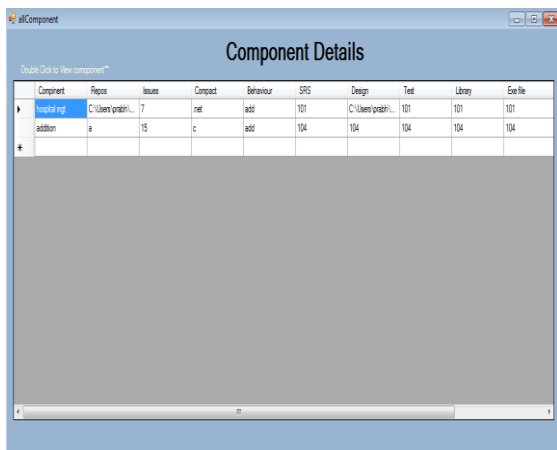 allComponent
Component Details
Double Click to View comoponent""
Compinent Repos Issues Compact Behaviour SRS Design Test Library Exe file
hospital mgt C:\Users\prabh\... 7 .net add 101 C:\Users\prabh\... 101 101 101
addition a 15 c add 104 104 104 104 104